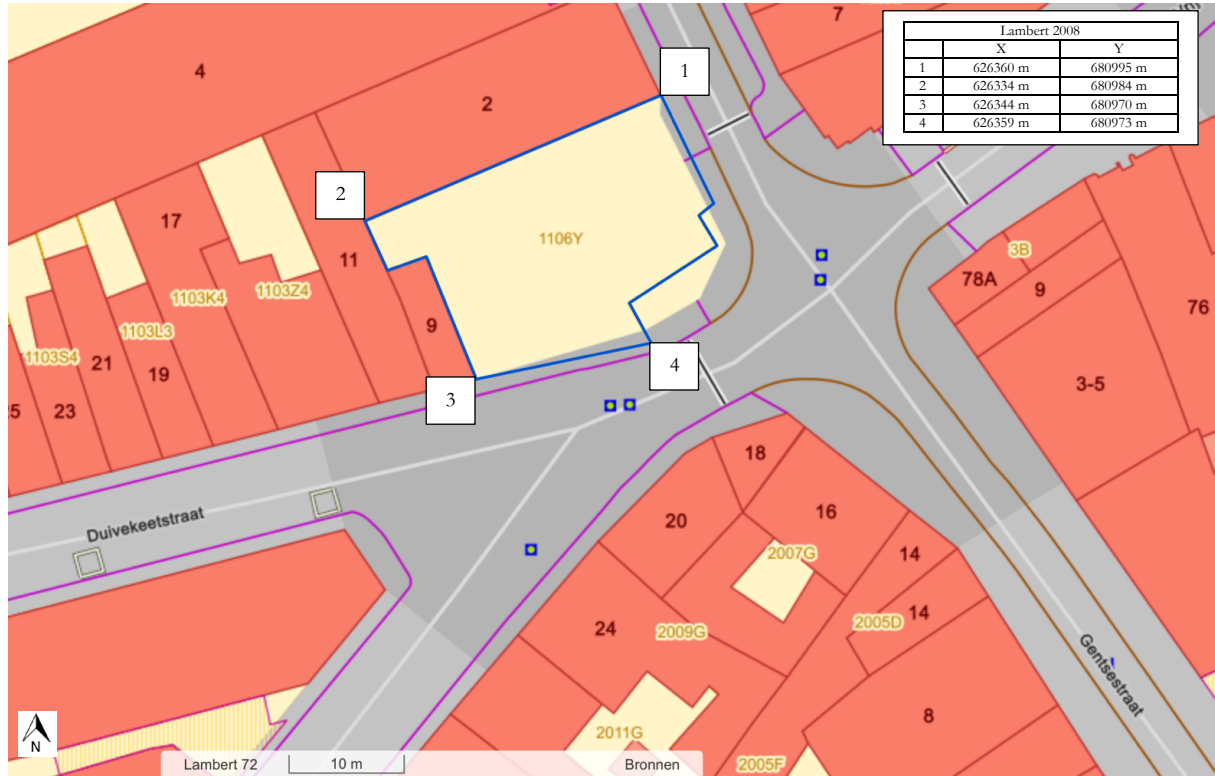 7
Lambert 2008
X Y
1 626360 m 680995 m
2 626334 m 680984 m
3 626344 m 680970 m
4 626359 m 680973 m
4
2
1
2
17
11
1106Y
3B
78A
9
76
1103K4
1103Z4
1103L3
9
1103S4
21
19
4
3-5
3
25
23
18
16
20
Duivekeetstraat
2007G
14
14
2005D
24
2009G
Gentsestraat
8
2011G
2005F
N
Lambert 72
10 m
Bronnen